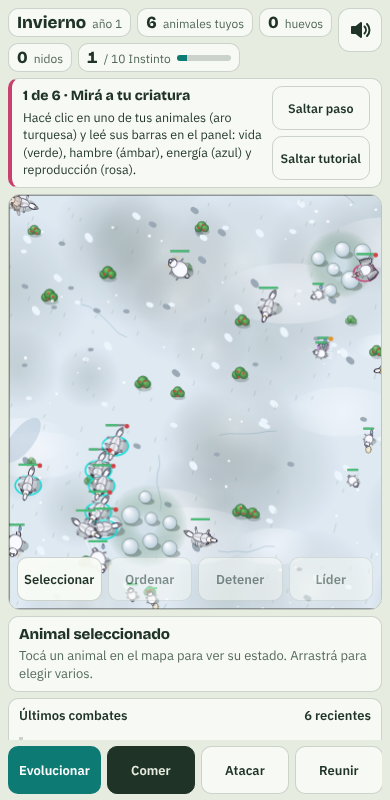 Invierno año 1
6 animales tuyos
0 huevos
0 nidos
1 / 10 Instinto
1 de 6 · Mirá a tu criatura
Hacé clic en uno de tus animales (aro
turquesa) y leé sus barras en el panel: vida
(verde), hambre (ámbar), energía (azul) y
reproducción (rosa).
Saltar paso
Saltar tutorial
Seleccionar
Ordenar
Detener
Líder
Animal seleccionado
Tocá un animal en el mapa para ver su estado. Arrastrá para
elegir varios.
Últimos combates
6 recientes
Evolucionar
Comer
Atacar
Reunir